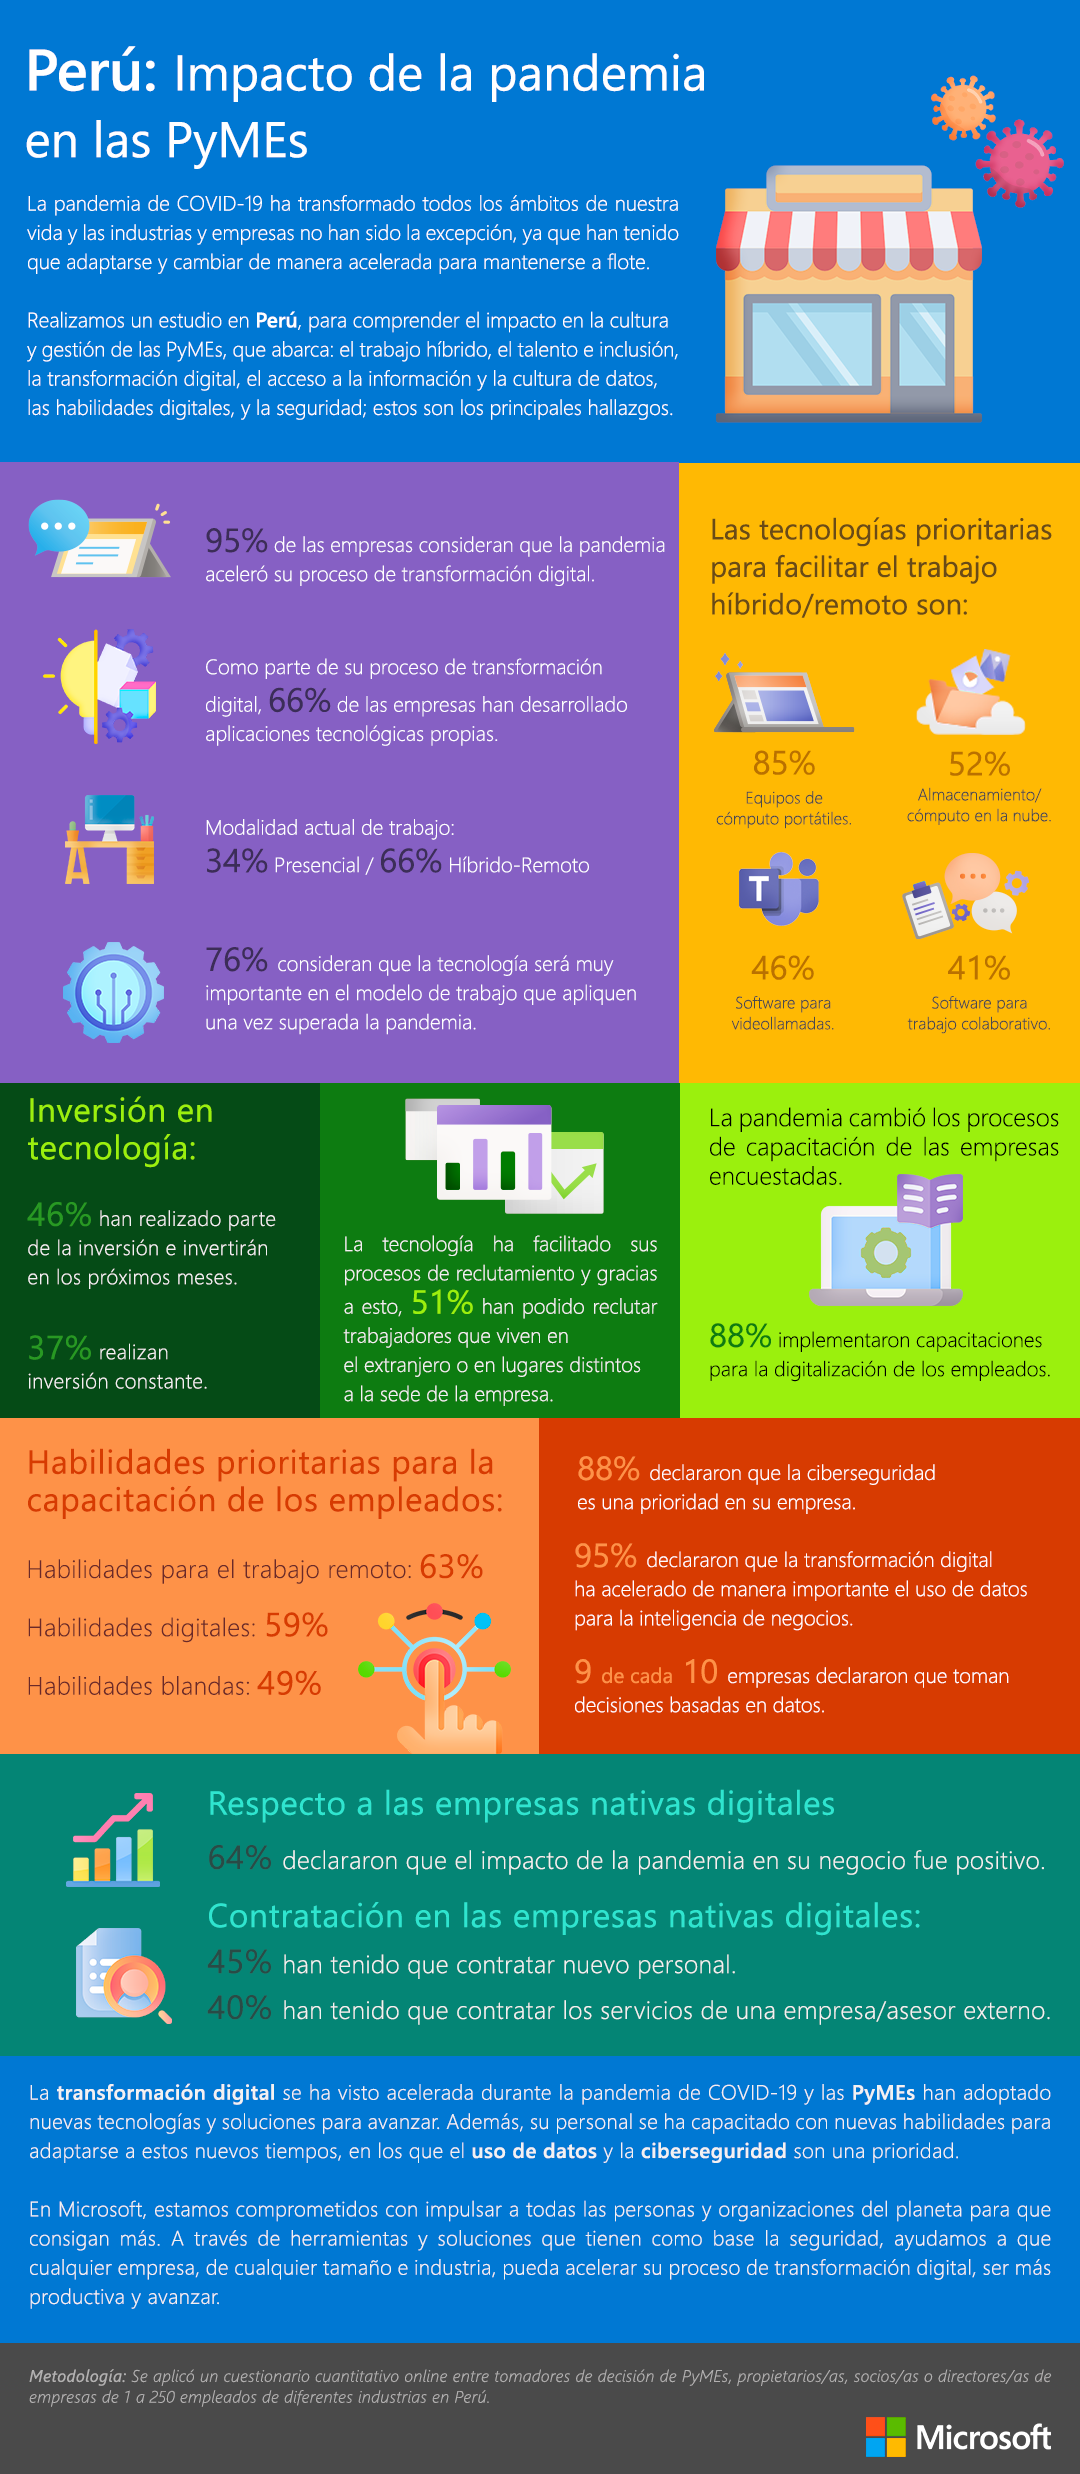 Perú: Impacto de la pandemia
en las PyMEs
La pandemia de COVID-19 ha transformado todos los ámbitos de nuestra
vida y las industrias y empresas no han sido la excepción, ya que han tenido
que adaptarse y cambiar de manera acelerada para mantenerse a flote.
Realizamos un estudio en Perú, para comprender el impacto en la cultura
y gestión de las PyMEs, que abarca: el trabajo híbrido, el talento e inclusión,
la transformación digital, el acceso a la información y la cultura de datos,
las habilidades digitales, y la seguridad; estos son los principales hallazgos.
95% de las empresas consideran que la pandemia
aceleró su proceso de transformación digital.
Como parte de su proceso de transformación
digital, 66% de las empresas han desarrollado
aplicaciones tecnológicas propias.
Modalidad actual de trabajo:
34% Presencial / 66% Híbrido-Remoto
76% consideran que la tecnología será muy
importante en el modelo de trabajo que apliquen
una vez superada la pandemia.
Las tecnologías prioritarias
para facilitar el trabajo
híbrido/remoto son:
85%
Equipos de
cómputo portátiles.
52%
Almacenamiento/
cómputo en la nube.
T
46%
Software para
videollamadas.
41%
Software para
trabajo colaborativo.
Inversión en
tecnología:
46% han realizado parte
de la inversión e invertirán
en los próximos meses.
37% realizan
inversión constante.
La tecnología ha facilitado sus
procesos de reclutamiento y gracias
a esto, 51% han podido reclutar
trabajadores que viven en
el extranjero o en lugares distintos
a la sede de la empresa.
La pandemia cambió los procesos
de capacitación de las empresas
encuestadas.
88% implementaron capacitaciones
para la digitalización de los empleados.
Habilidades prioritarias para la
capacitación de los empleados:
Habilidades para el trabajo remoto: 63%
Habilidades digitales: 59%
Habilidades blandas: 49%
88% declararon que la ciberseguridad
es una prioridad en su empresa.
95% declararon que la transformación digital
ha acelerado de manera importante el uso de datos
para la inteligencia de negocios.
9 de cada 10 empresas declararon que toman
decisiones basadas en datos.
Respecto a las empresas nativas digitales
64% declararon que el impacto de la pandemia en su negocio fue positivo.
Contratación en las empresas nativas digitales:
45% han tenido que contratar nuevo personal.
40% han tenido que contratar los servicios de una empresa/asesor externo.
La transformación digital se ha visto acelerada durante la pandemia de COVID-19 y las PyMEs han adoptado
nuevas tecnologías y soluciones para avanzar. Además, su personal se ha capacitado con nuevas habilidades para
adaptarse a estos nuevos tiempos, en los que el uso de datos y la ciberseguridad son una prioridad.
En Microsoft, estamos comprometidos con impulsar a todas las personas y organizaciones del planeta para que
consigan más. A través de herramientas y soluciones que tienen como base la seguridad, ayudamos a que
cualquier empresa, de cualquier tamaño e industria, pueda acelerar su proceso de transformación digital, ser más
productiva y avanzar.
Metodología: Se aplicó un cuestionario cuantitativo online entre tomadores de decisión de PyMEs, propietarios/as, socios/as o directores/as de
empresas de 1 a 250 empleados de diferentes industrias en Perú.
Microsoft